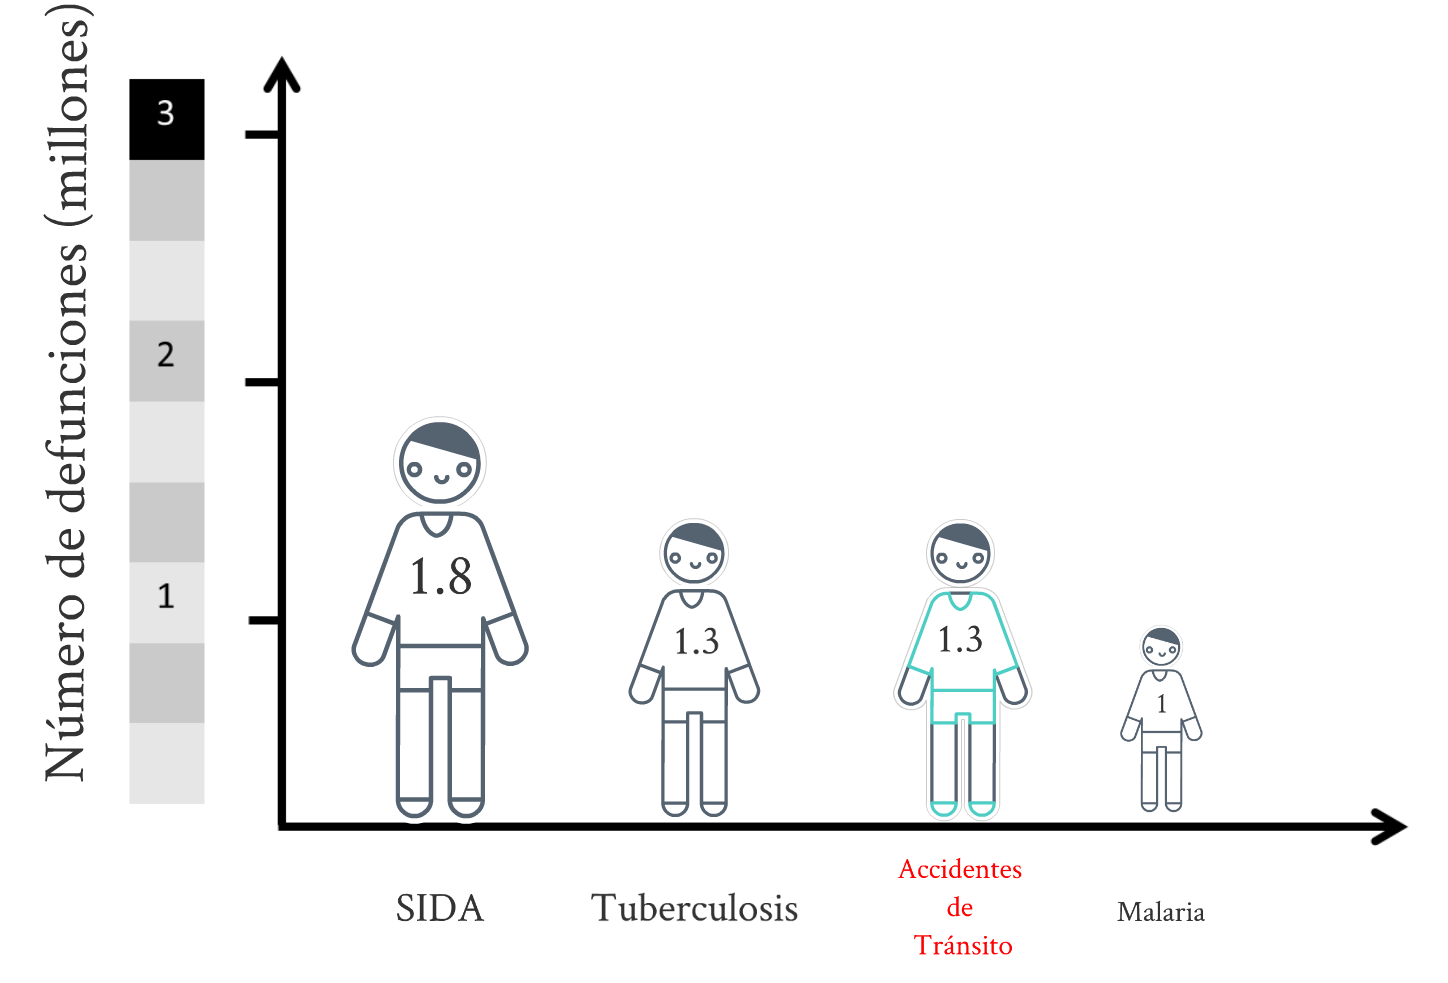 Número de defunciones (millones)
3
2
1
1.8
1.3
1.3
1
SIDA
Tuberculosis
Accidentes
de
Tránsito
Malaria